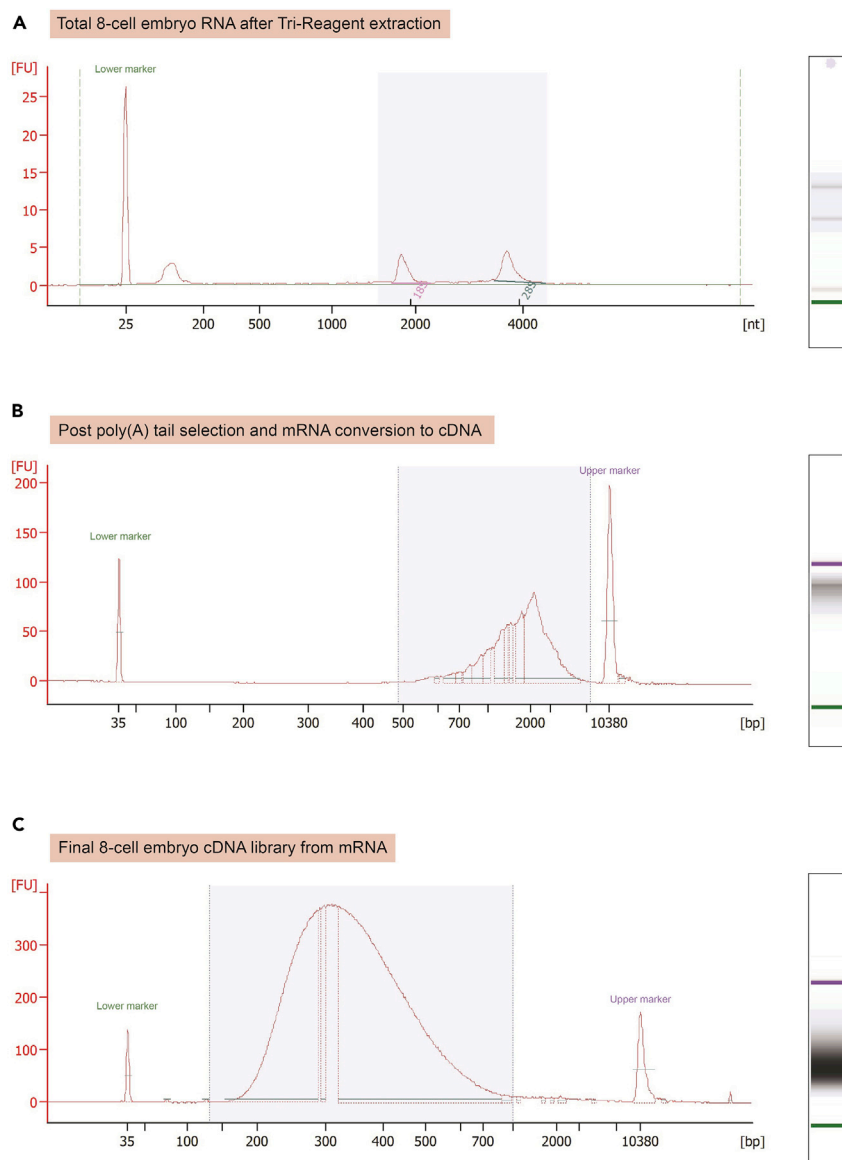 A
Total 8-cell embryo RNA after Tri-Reagent extraction
[FU]
Lower marker
25
20
15
10
5
0
18S
28S
25 200 500 1000 2000 4000 [nt]
B
Post poly(A) tail selection and mRNA conversion to cDNA
[FU]
Upper marker
200
150
Lower marker
100
50
0
35 100 200 300 400 500 700 2000 10380 [bp]
C
Final 8-cell embryo cDNA library from mRNA
[FU]
300
200
Lower marker
Upper marker
100
0
35 100 200 300 400 500 700 2000 10380 [bp]